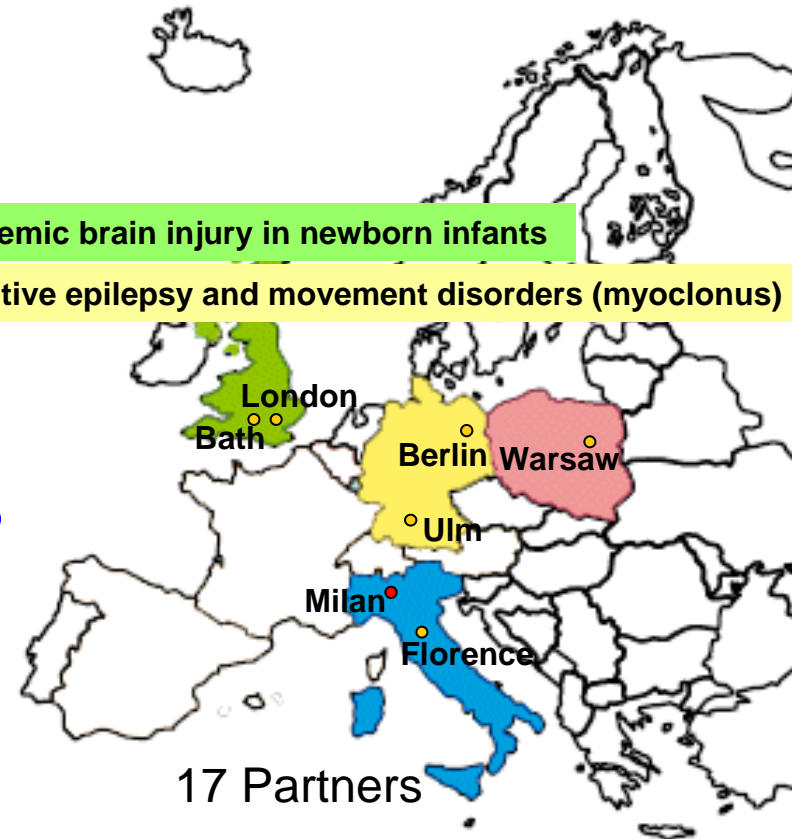 emic brain injury in newborn infants
tive epilepsy and movement disorders (myoclonus)
London
Bath
Berlin
Warsaw
Ulm
Milan
Florence
17 Partners